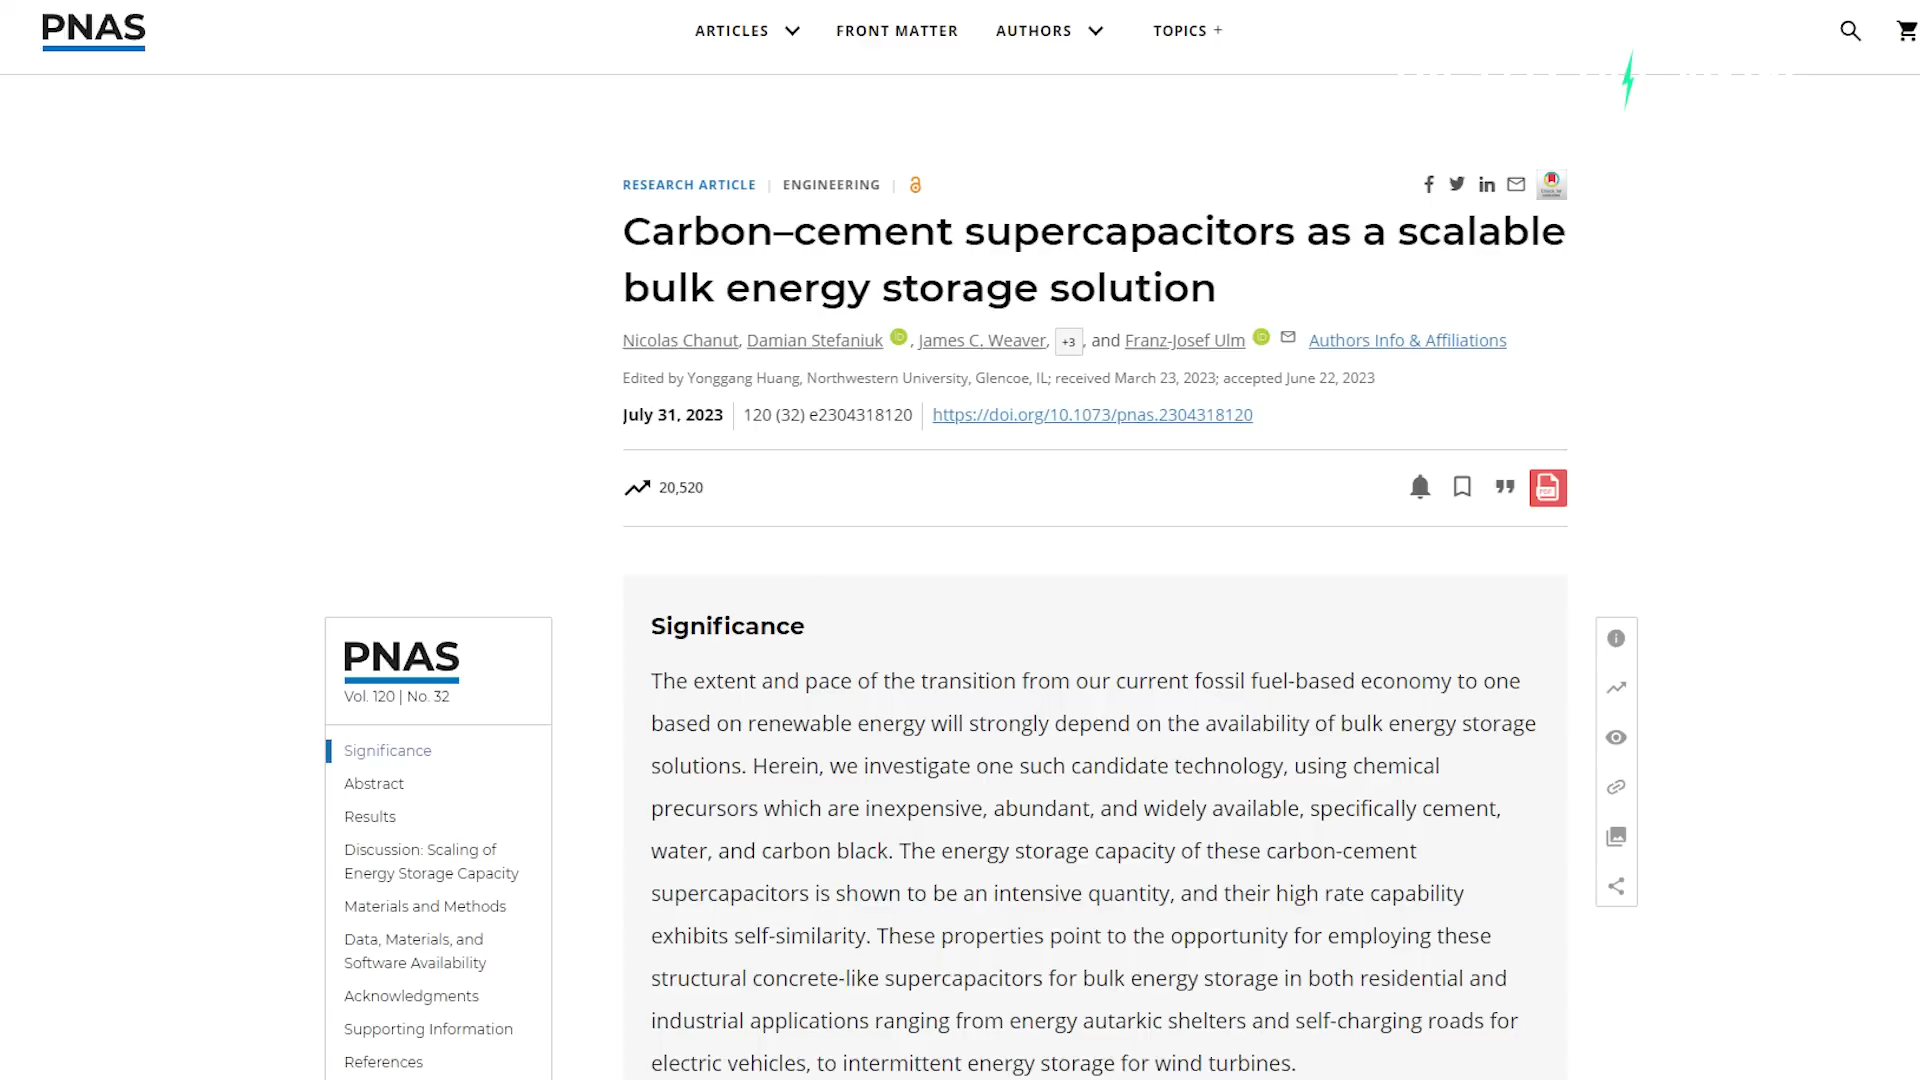 PNAS
ARTICLES FRONT MATTER AUTHORS TOPICS +
RESEARCH ARTICLE | ENGINEERING |
Carbon–cement supercapacitors as a scalable
bulk energy storage solution
Nicolas Chanut, Damian Stefaniuk, James C. Weaver, +3, and Franz-Josef Ulm Authors Info & Affiliations
Edited by Yonggang Huang, Northwestern University, Glencoe, IL; received March 23, 2023; accepted June 22, 2023
July 31, 2023 | 120 (32) e2304318120 | https://doi.org/10.1073/pnas.2304318120
20,520
PDF
Significance
The extent and pace of the transition from our current fossil fuel-based economy to one
based on renewable energy will strongly depend on the availability of bulk energy storage
solutions. Herein, we investigate one such candidate technology, using chemical
precursors which are inexpensive, abundant, and widely available, specifically cement,
water, and carbon black. The energy storage capacity of these carbon-cement
supercapacitors is shown to be an intensive quantity, and their high rate capability
exhibits self-similarity. These properties point to the opportunity for employing these
structural concrete-like supercapacitors for bulk energy storage in both residential and
industrial applications ranging from energy autarkic shelters and self-charging roads for
electric vehicles, to intermittent energy storage for wind turbines.
PNAS
Vol. 120 | No. 32
Significance
Abstract
Results
Discussion: Scaling of
Energy Storage Capacity
Materials and Methods
Data, Materials, and
Software Availability
Acknowledgments
Supporting Information
References